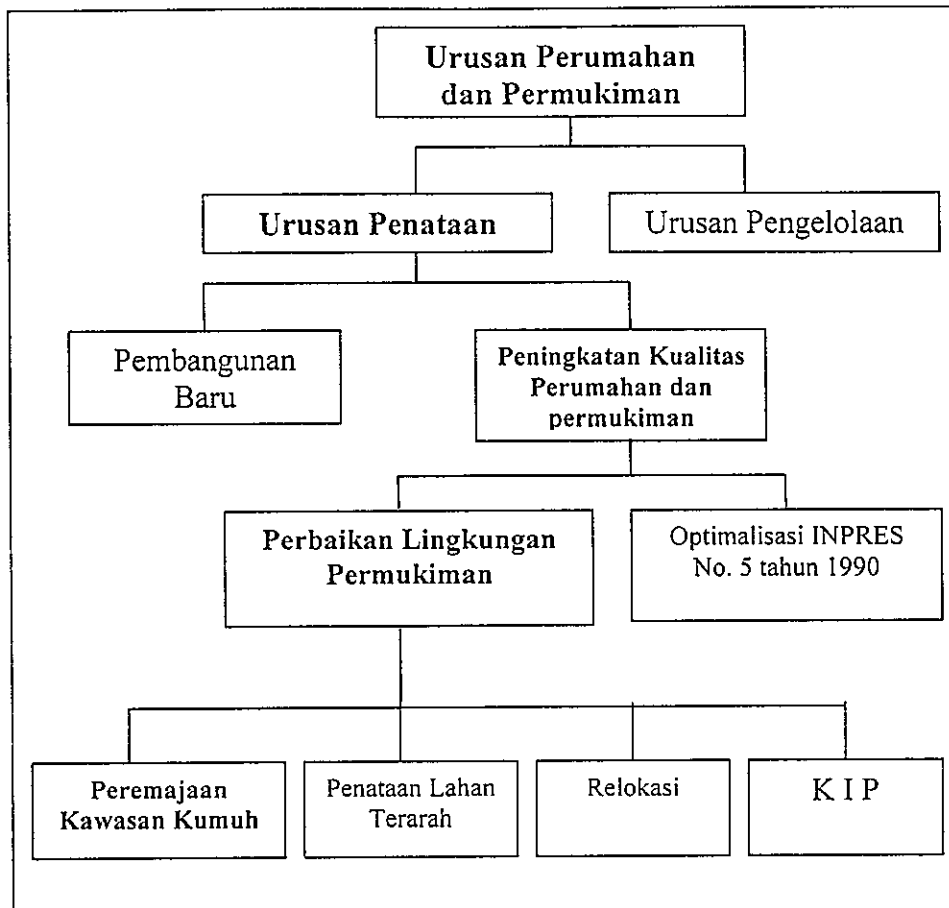 Urusan Perumahan
dan Permukiman
Urusan Penataan
Urusan Pengelolaan
Pembangunan
Baru
Peningkatan Kualitas
Perumahan dan
permukiman
Perbaikan Lingkungan
Permukiman
Optimalisasi INPRES
No. 5 tahun 1990
Peremajaan
Kawasan Kumuh
Penataan Lahan
Terarah
Relokasi
K I P